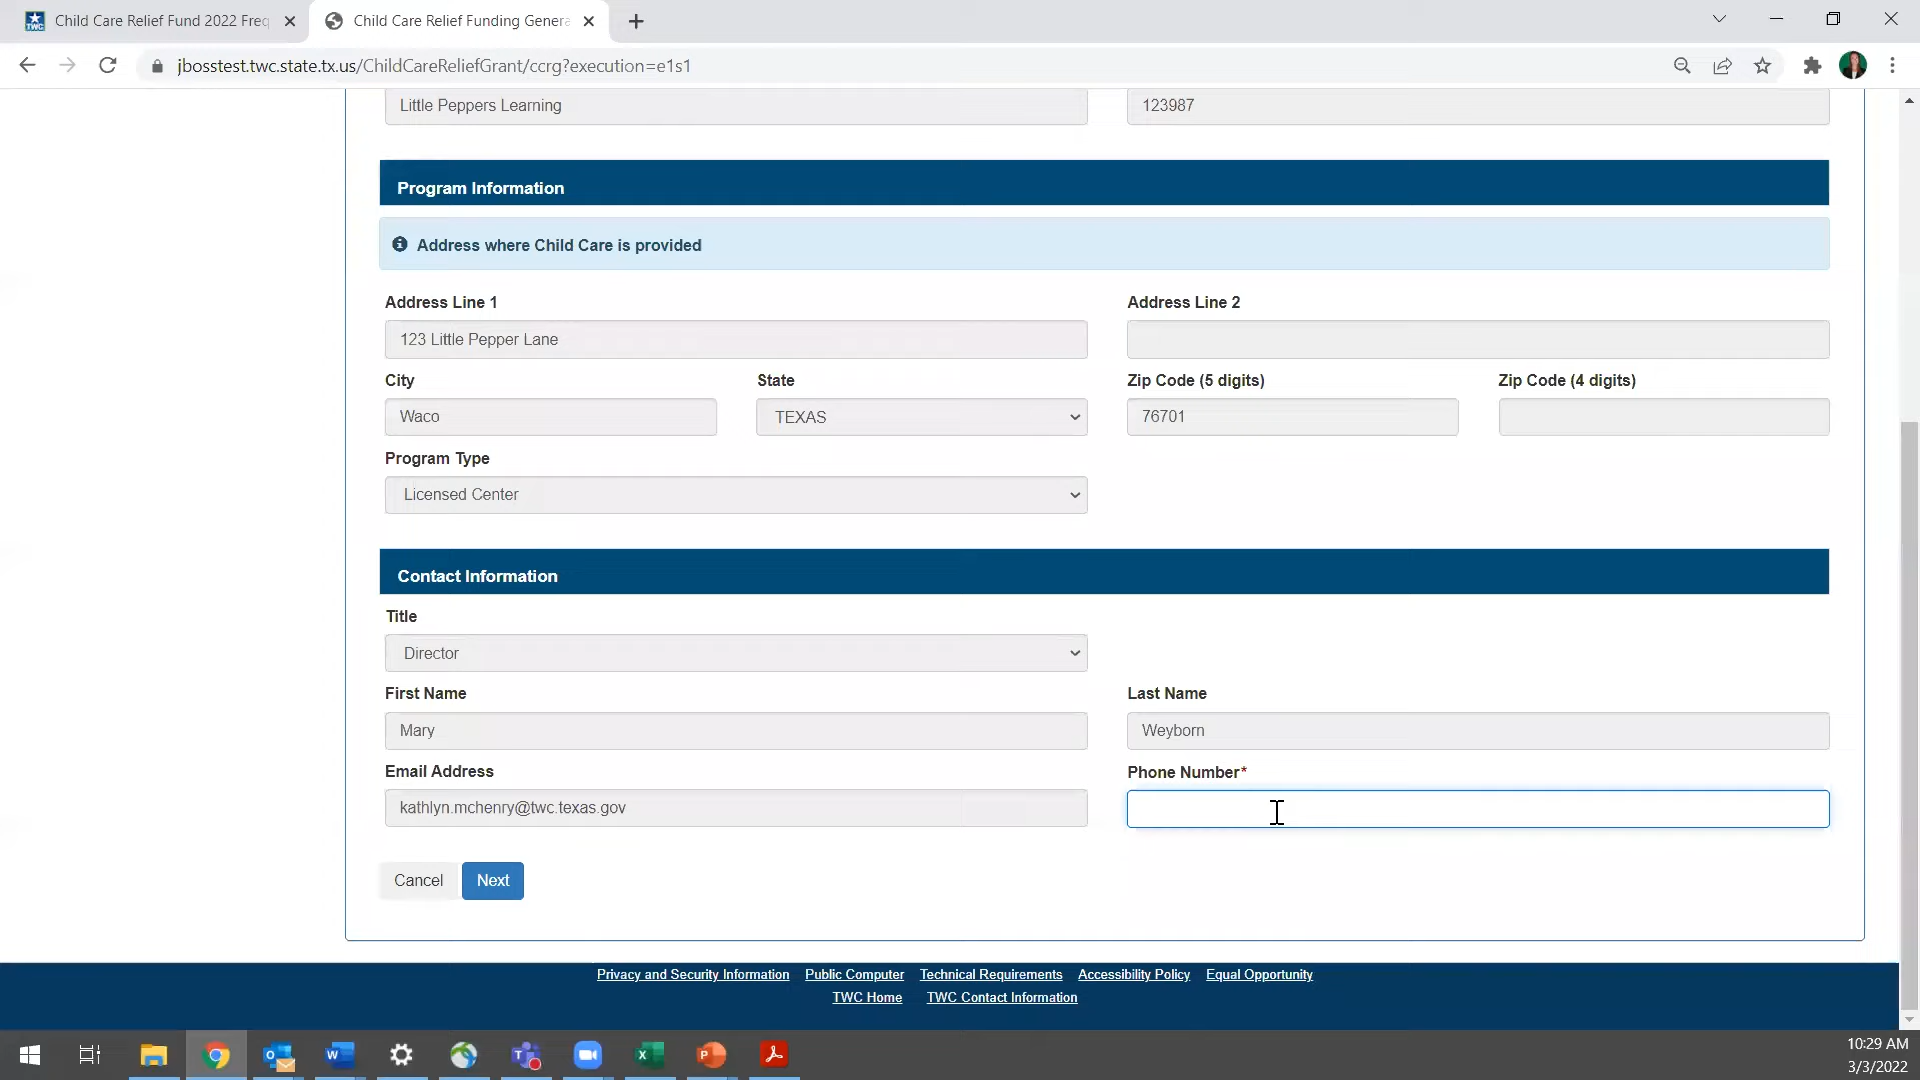 Child Care Relief Fund 2022 Freq
Child Care Relief Funding Genera
jbosstest.twc.state.tx.us/ChildCareReliefGrant/ccrg?execution=e1s1
Little Peppers Learning 123987
Program Information
Address where Child Care is provided
Address Line 1 Address Line 2
123 Little Pepper Lane
City State Zip Code (5 digits) Zip Code (4 digits)
Waco TEXAS 76701
Program Type
Licensed Center
Contact Information
Title
Director
First Name Last Name
Mary Weyborn
Email Address Phone Number*
kathlyn.mchenry@twc.texas.gov
Cancel Next
Privacy and Security Information Public Computer Technical Requirements Accessibility Policy Equal Opportunity
TWC Home TWC Contact Information
10:29 AM
3/3/2022